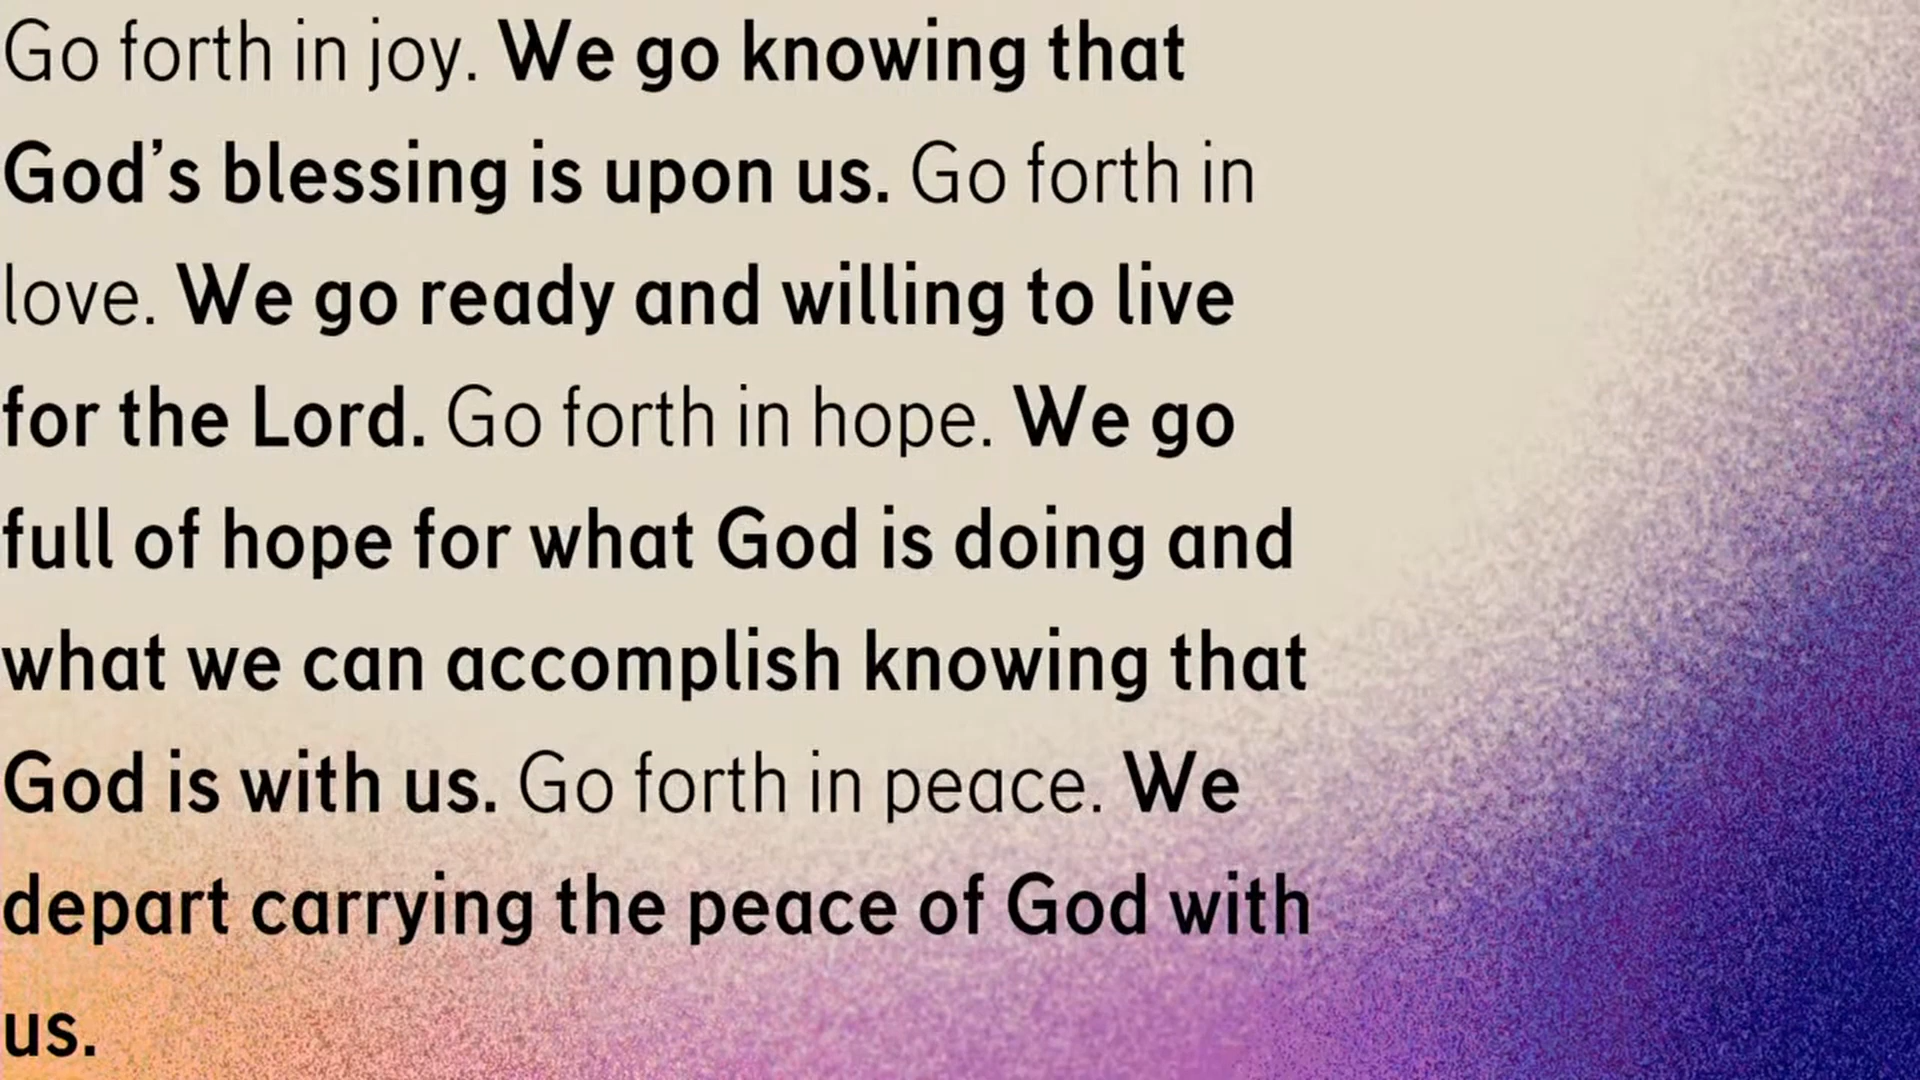 Go forth in joy. We go knowing that
God’s blessing is upon us. Go forth in
love. We go ready and willing to live
for the Lord. Go forth in hope. We go
full of hope for what God is doing and
what we can accomplish knowing that
God is with us. Go forth in peace. We
depart carrying the peace of God with
us.